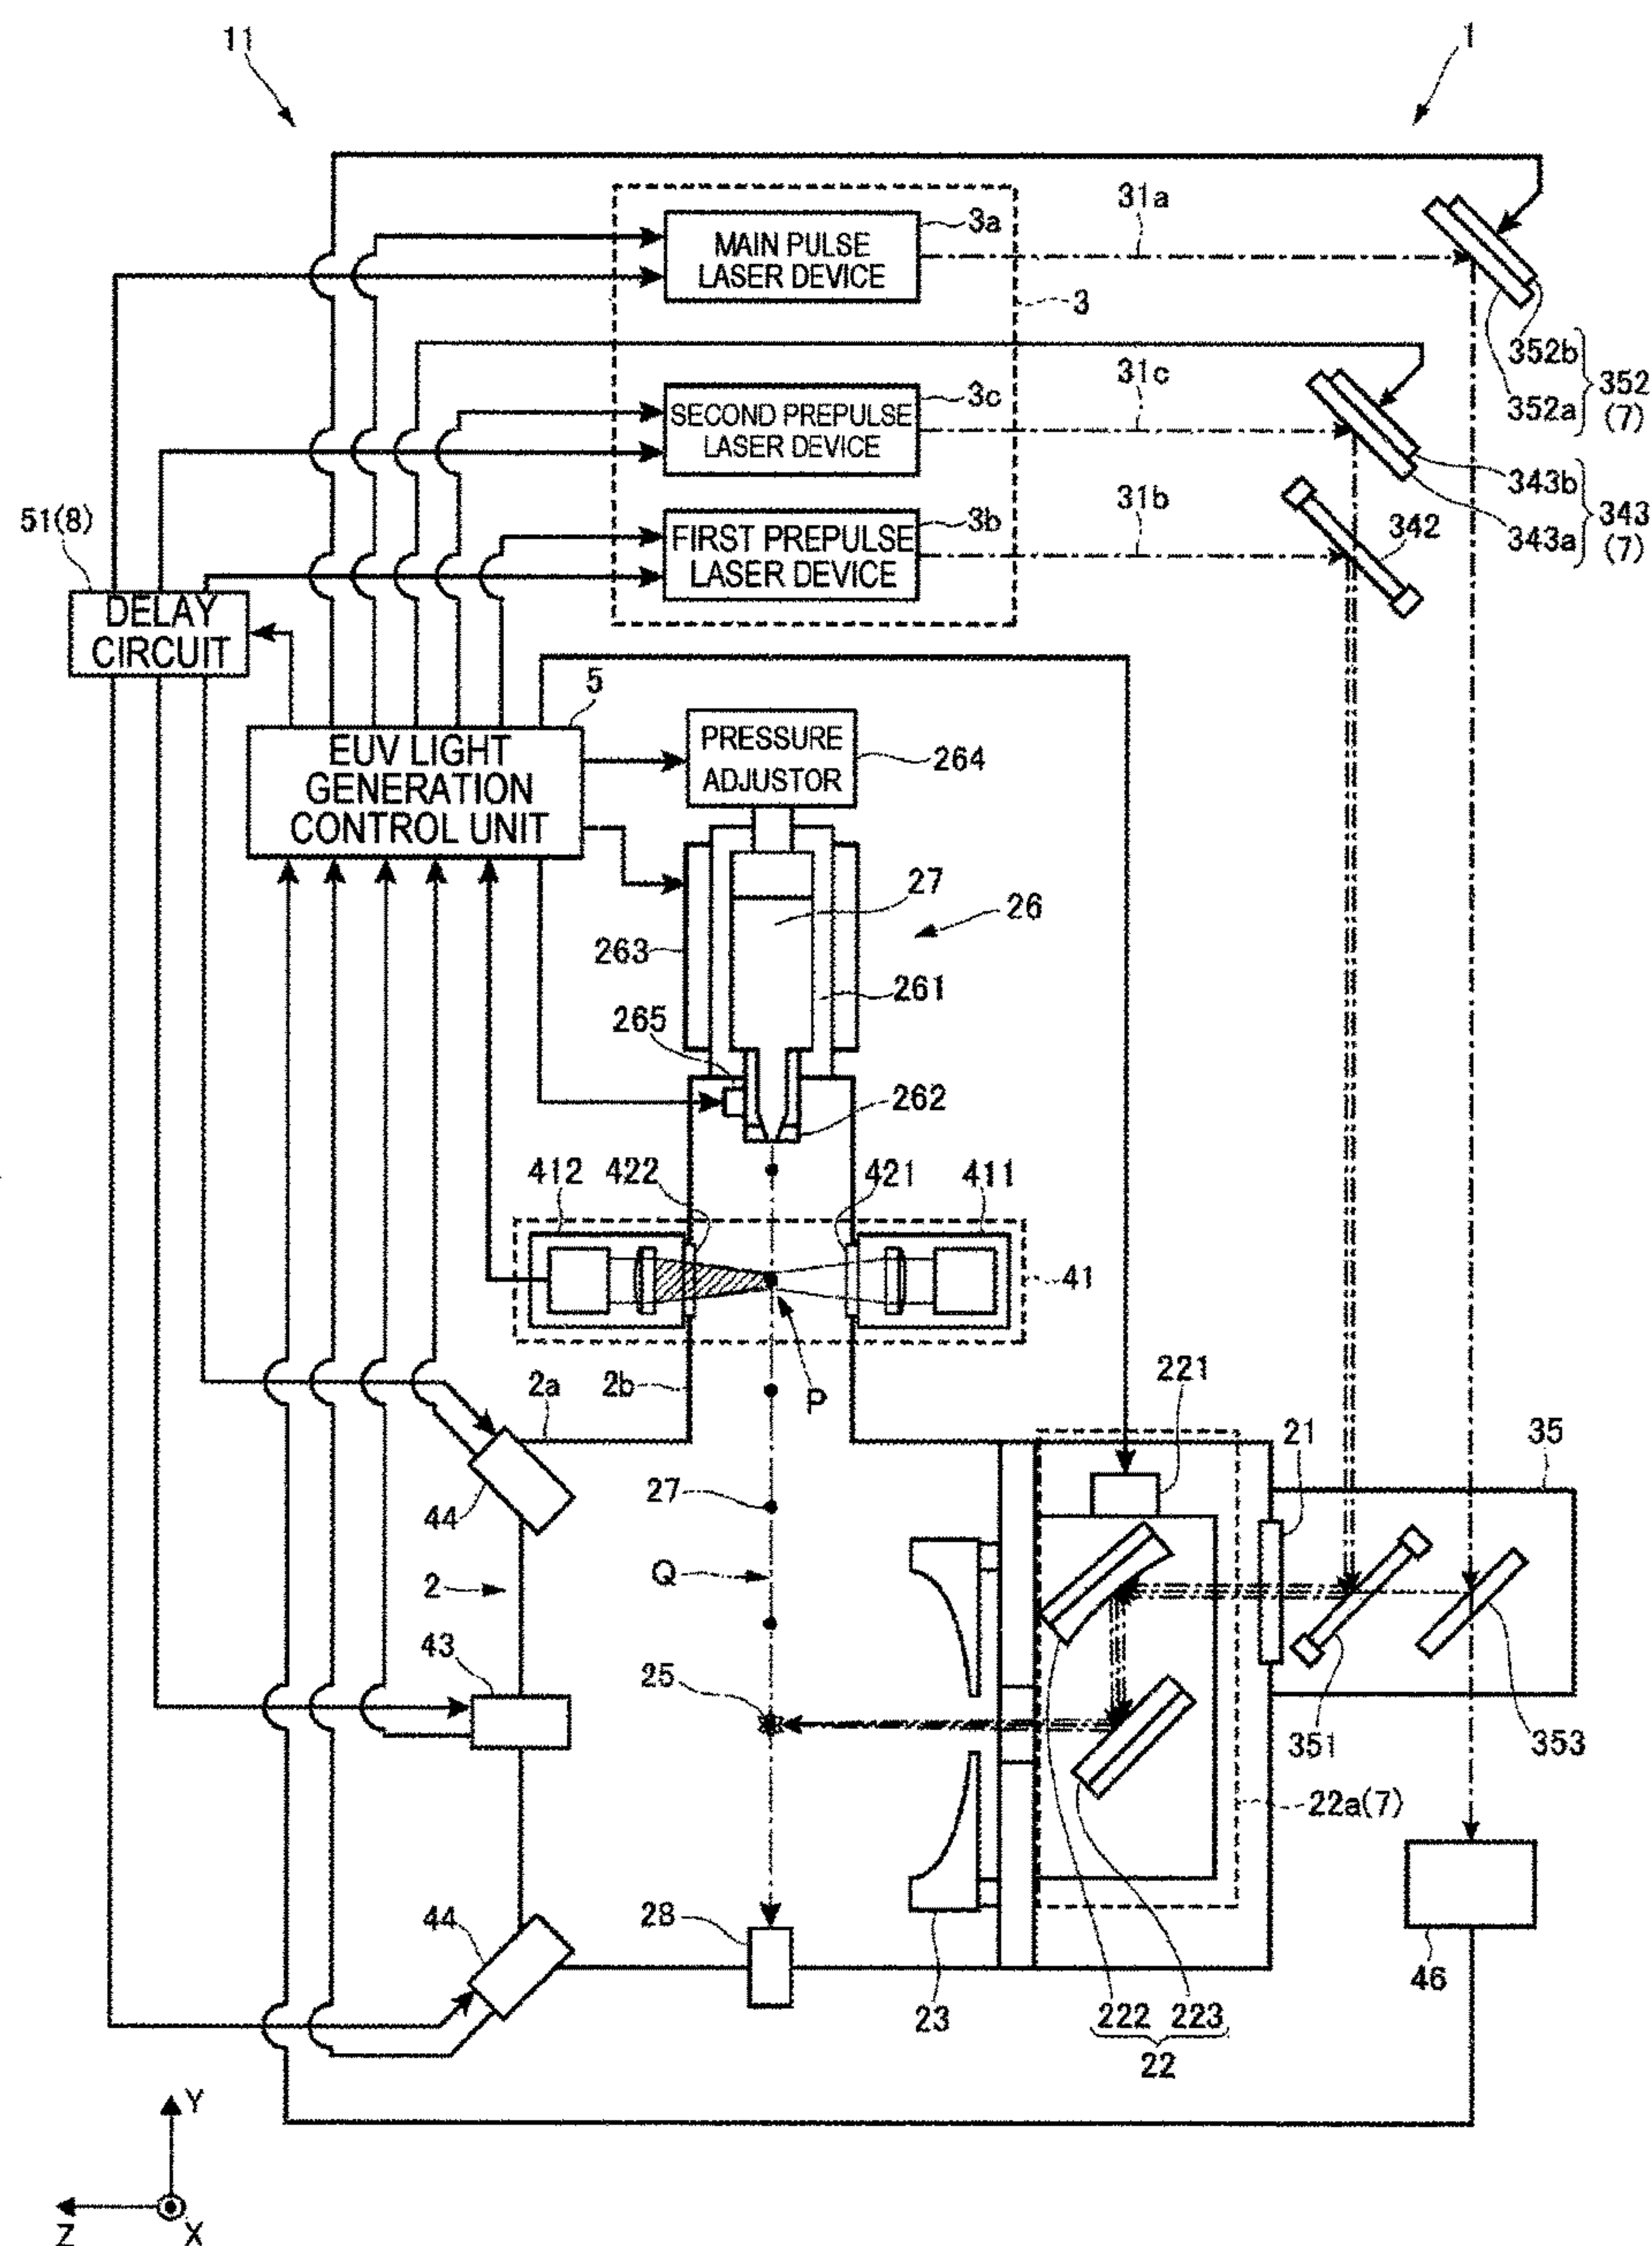 11
1
31a
3a
MAIN PULSE
LASER DEVICE
3
352b
352a
352
(7)
31c
3c
SECOND PREPULSE
LASER DEVICE
343b
343a
343
(7)
31b
3b
342
FIRST PREPULSE
LASER DEVICE
51(8)
DELAY
CIRCUIT
5
EUV LIGHT
GENERATION
CONTROL UNIT
PRESSURE
ADJUSTOR
264
27
26
263
261
265
262
412
422
421
411
41
P
2a
2b
221
21
35
44
27
Q
2
43
25
351
353
22a(7)
44
28
23
222
223
22
46
Y
Z
X